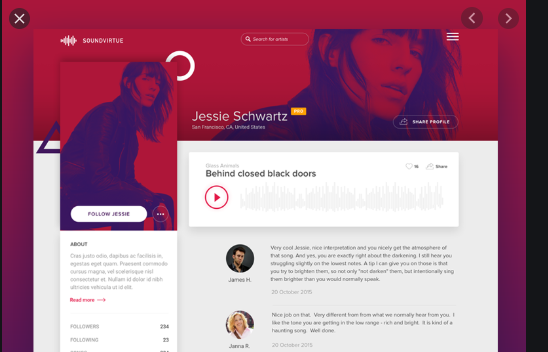 SOUNDVIRTUE
Search for artists
Jessie Schwartz PRO
San Francisco, CA, United States
SHARE PROFILE
Glass Animals
Behind closed black doors
1k
Share
FOLLOW JESSIE
ABOUT
Cras justo odio, dapibus ac facilisis in,
egestas eget quam. Praesent commodo
cursus magna, vel scelerisque nisl
consectetur et. Nullam id dolor id nibh
ultricies vehicula ut id elit.
Read more
FOLLOWERS 234
FOLLOWING 23
Very cool Jessie, nice interpretation and you nicely get the atmosphere of
that song. And yes, you are exactly right about the darkening. I still hear you
struggling slightly on the lowest notes. A tip I can give you on those is that
you try to brighten them, so not only "not darken" them, but intentionally sing
them brighter than you would normally speak.
James H.
20 October 2015
Nice job on that. Very different from what we normally hear from you. I
like the tone you are getting in the low range - rich and bright. It is kind of a
haunting song. Well done
Janna R.
20 October 2015